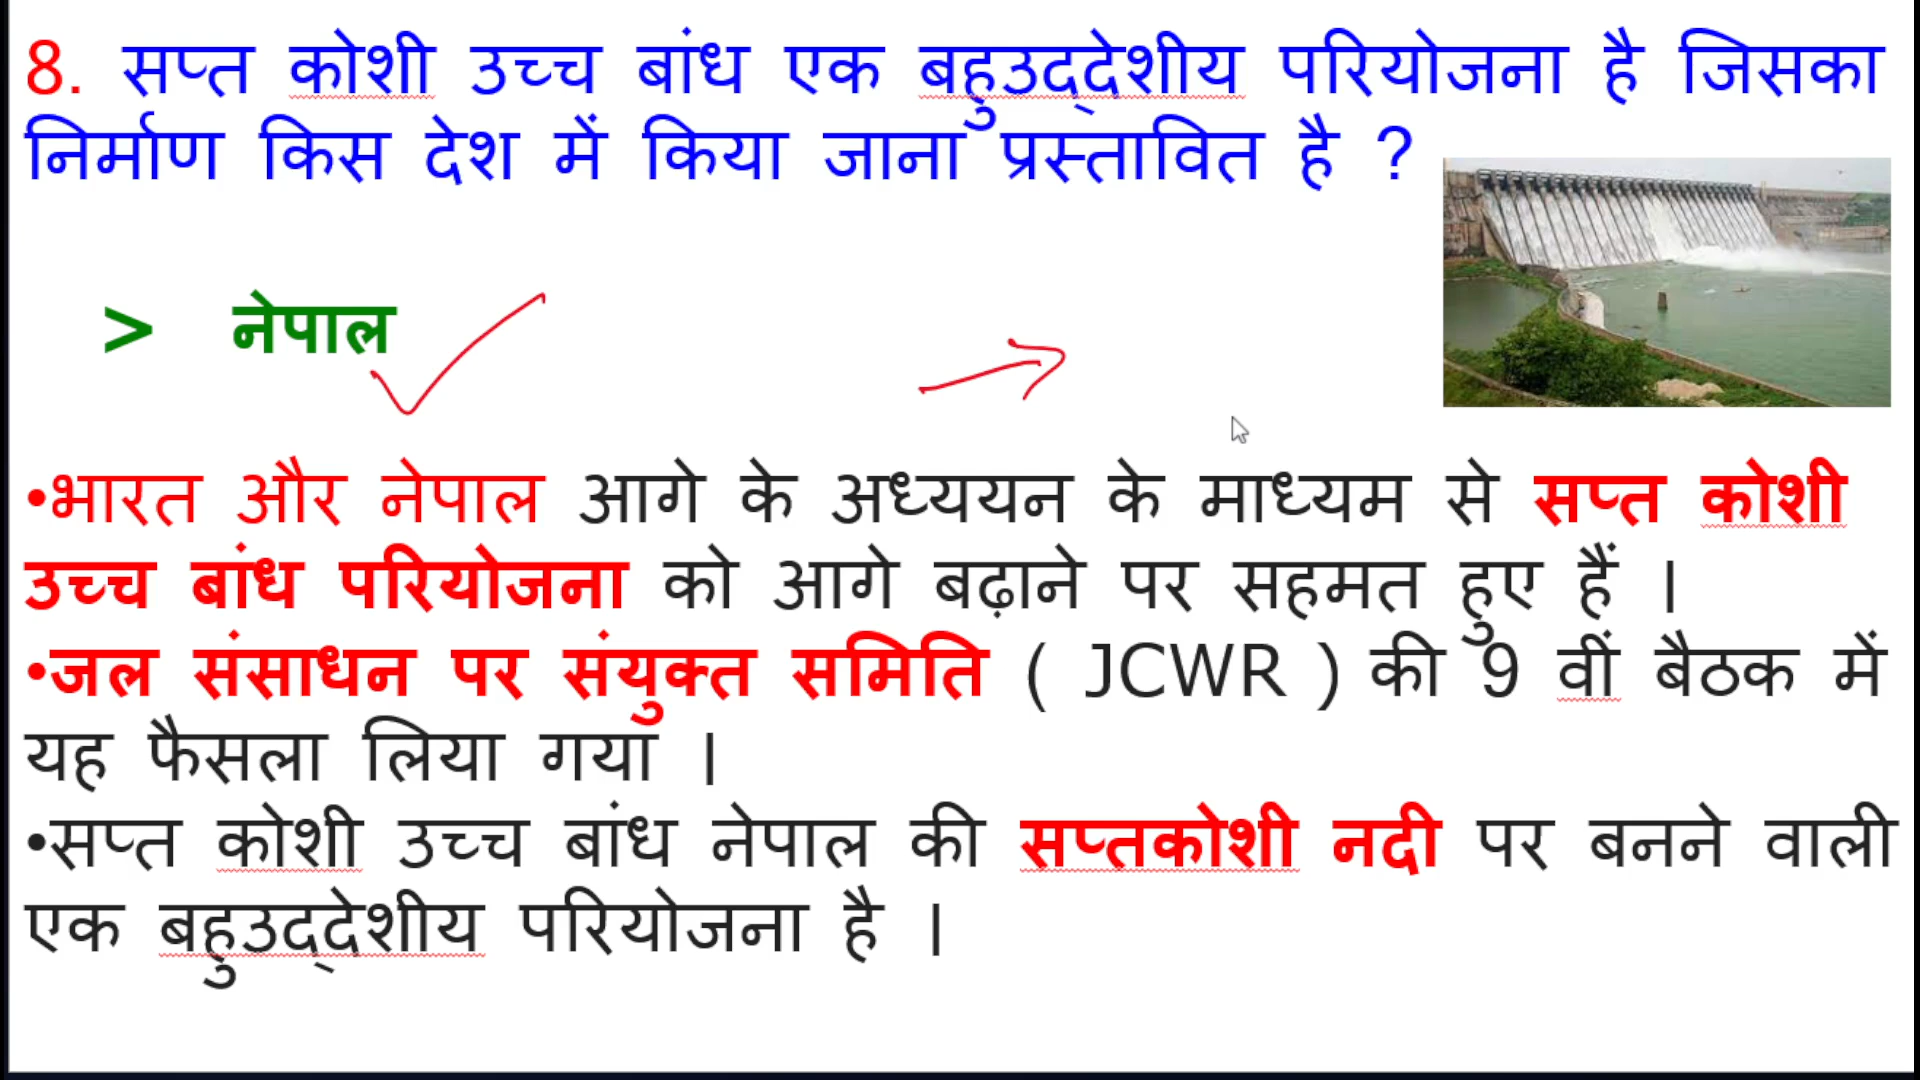 8. सप्त कोशी उच्च बांध एक बहुउद्देशीय परियोजना है जिसका
निर्माण किस देश में किया जाना प्रस्तावित है ?
> नेपाल
•भारत और नेपाल आगे के अध्ययन के माध्यम से सप्त कोशी
उच्च बांध परियोजना को आगे बढ़ाने पर सहमत हुए हैं ।
•जल संसाधन पर संयुक्त समिति ( JCWR ) की 9 वीं बैठक में
यह फैसला लिया गया ।
•सप्त कोशी उच्च बांध नेपाल की सप्तकोशी नदी पर बनने वाली
एक बहुउद्देशीय परियोजना है ।